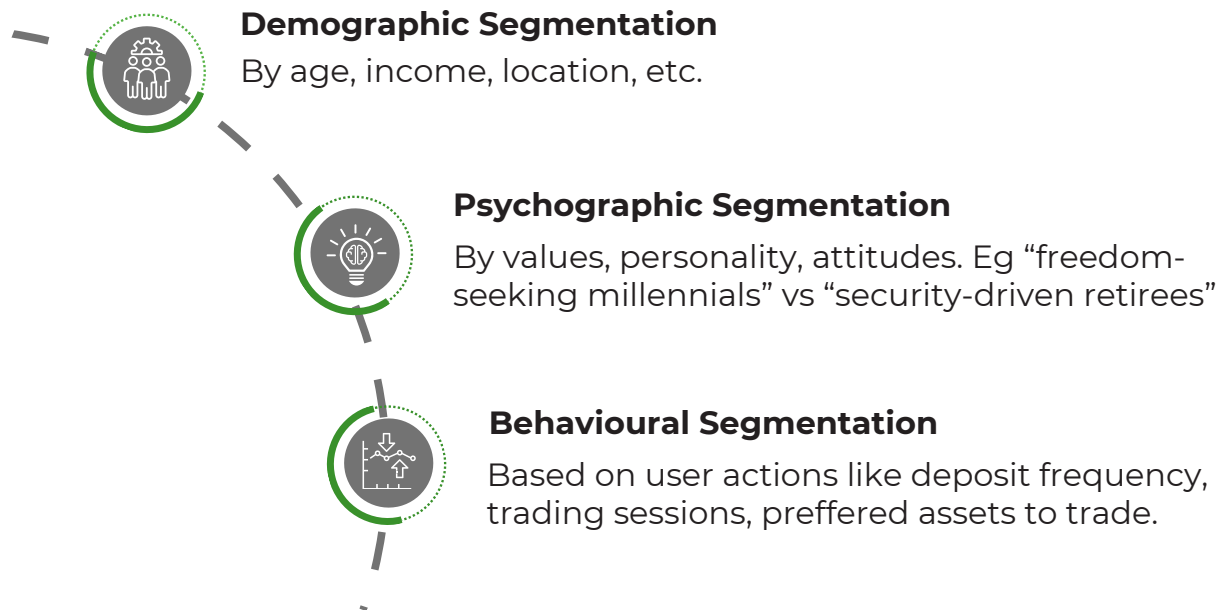 Demographic Segmentation
By age, income, location, etc.
Psychographic Segmentation
By values, personality, attitudes. Eg “freedom-
seeking millennials” vs “security-driven retirees”
Behavioural Segmentation
Based on user actions like deposit frequency,
trading sessions, preffered assets to trade.